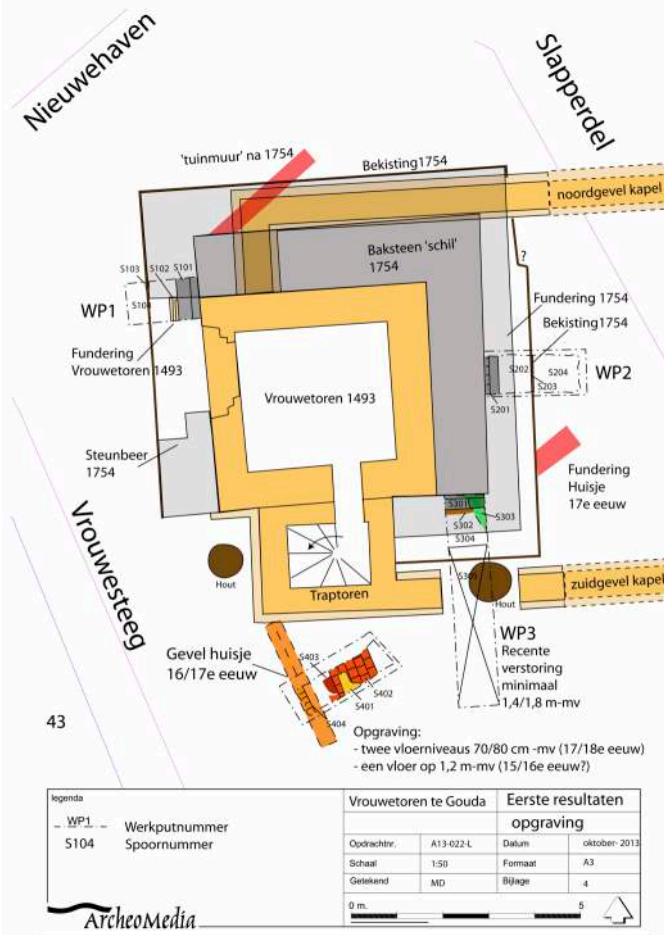 Nieuwehaven
Slapperdel
'tuinmuur' na 1754
Bekisting1754
noordgevel kapel
Baksteen 'schil'
1754
?
S103
S102
S101
S104
WP1
Fundering 1754
Bekisting1754
Fundering
Vrouwetoren 1493
WP2
S202
S204
S203
S201
Vrouwetoren 1493
Steunbeer
1754
Fundering
Huisje
17e eeuw
S301
S302
S303
S304
Vrouwesteeg
Hout
Traptoren
S305
Hout
zuidgevel kapel
Gevel huisje
16/17e eeuw
WP3
Recente
verstoring
minimaal
1,4/1,8 m-mv
S403
S402
S401
S404
43
Opgraving:
- twee vloerniveaus 70/80 cm -mv (17/18e eeuw)
- een vloer op 1,2 m-mv (15/16e eeuw?)
legenda
WP1 Werkputnummer
S104 Spoornummer
ArcheoMedia
Vrouwetoren te Gouda Eerste resultaten
opgraving
Opdrachtnr. A13-022-L Datum oktober- 2013
Schaal 1:50 Formaat A3
Getekend MD Bijlage 4
0 m. 5